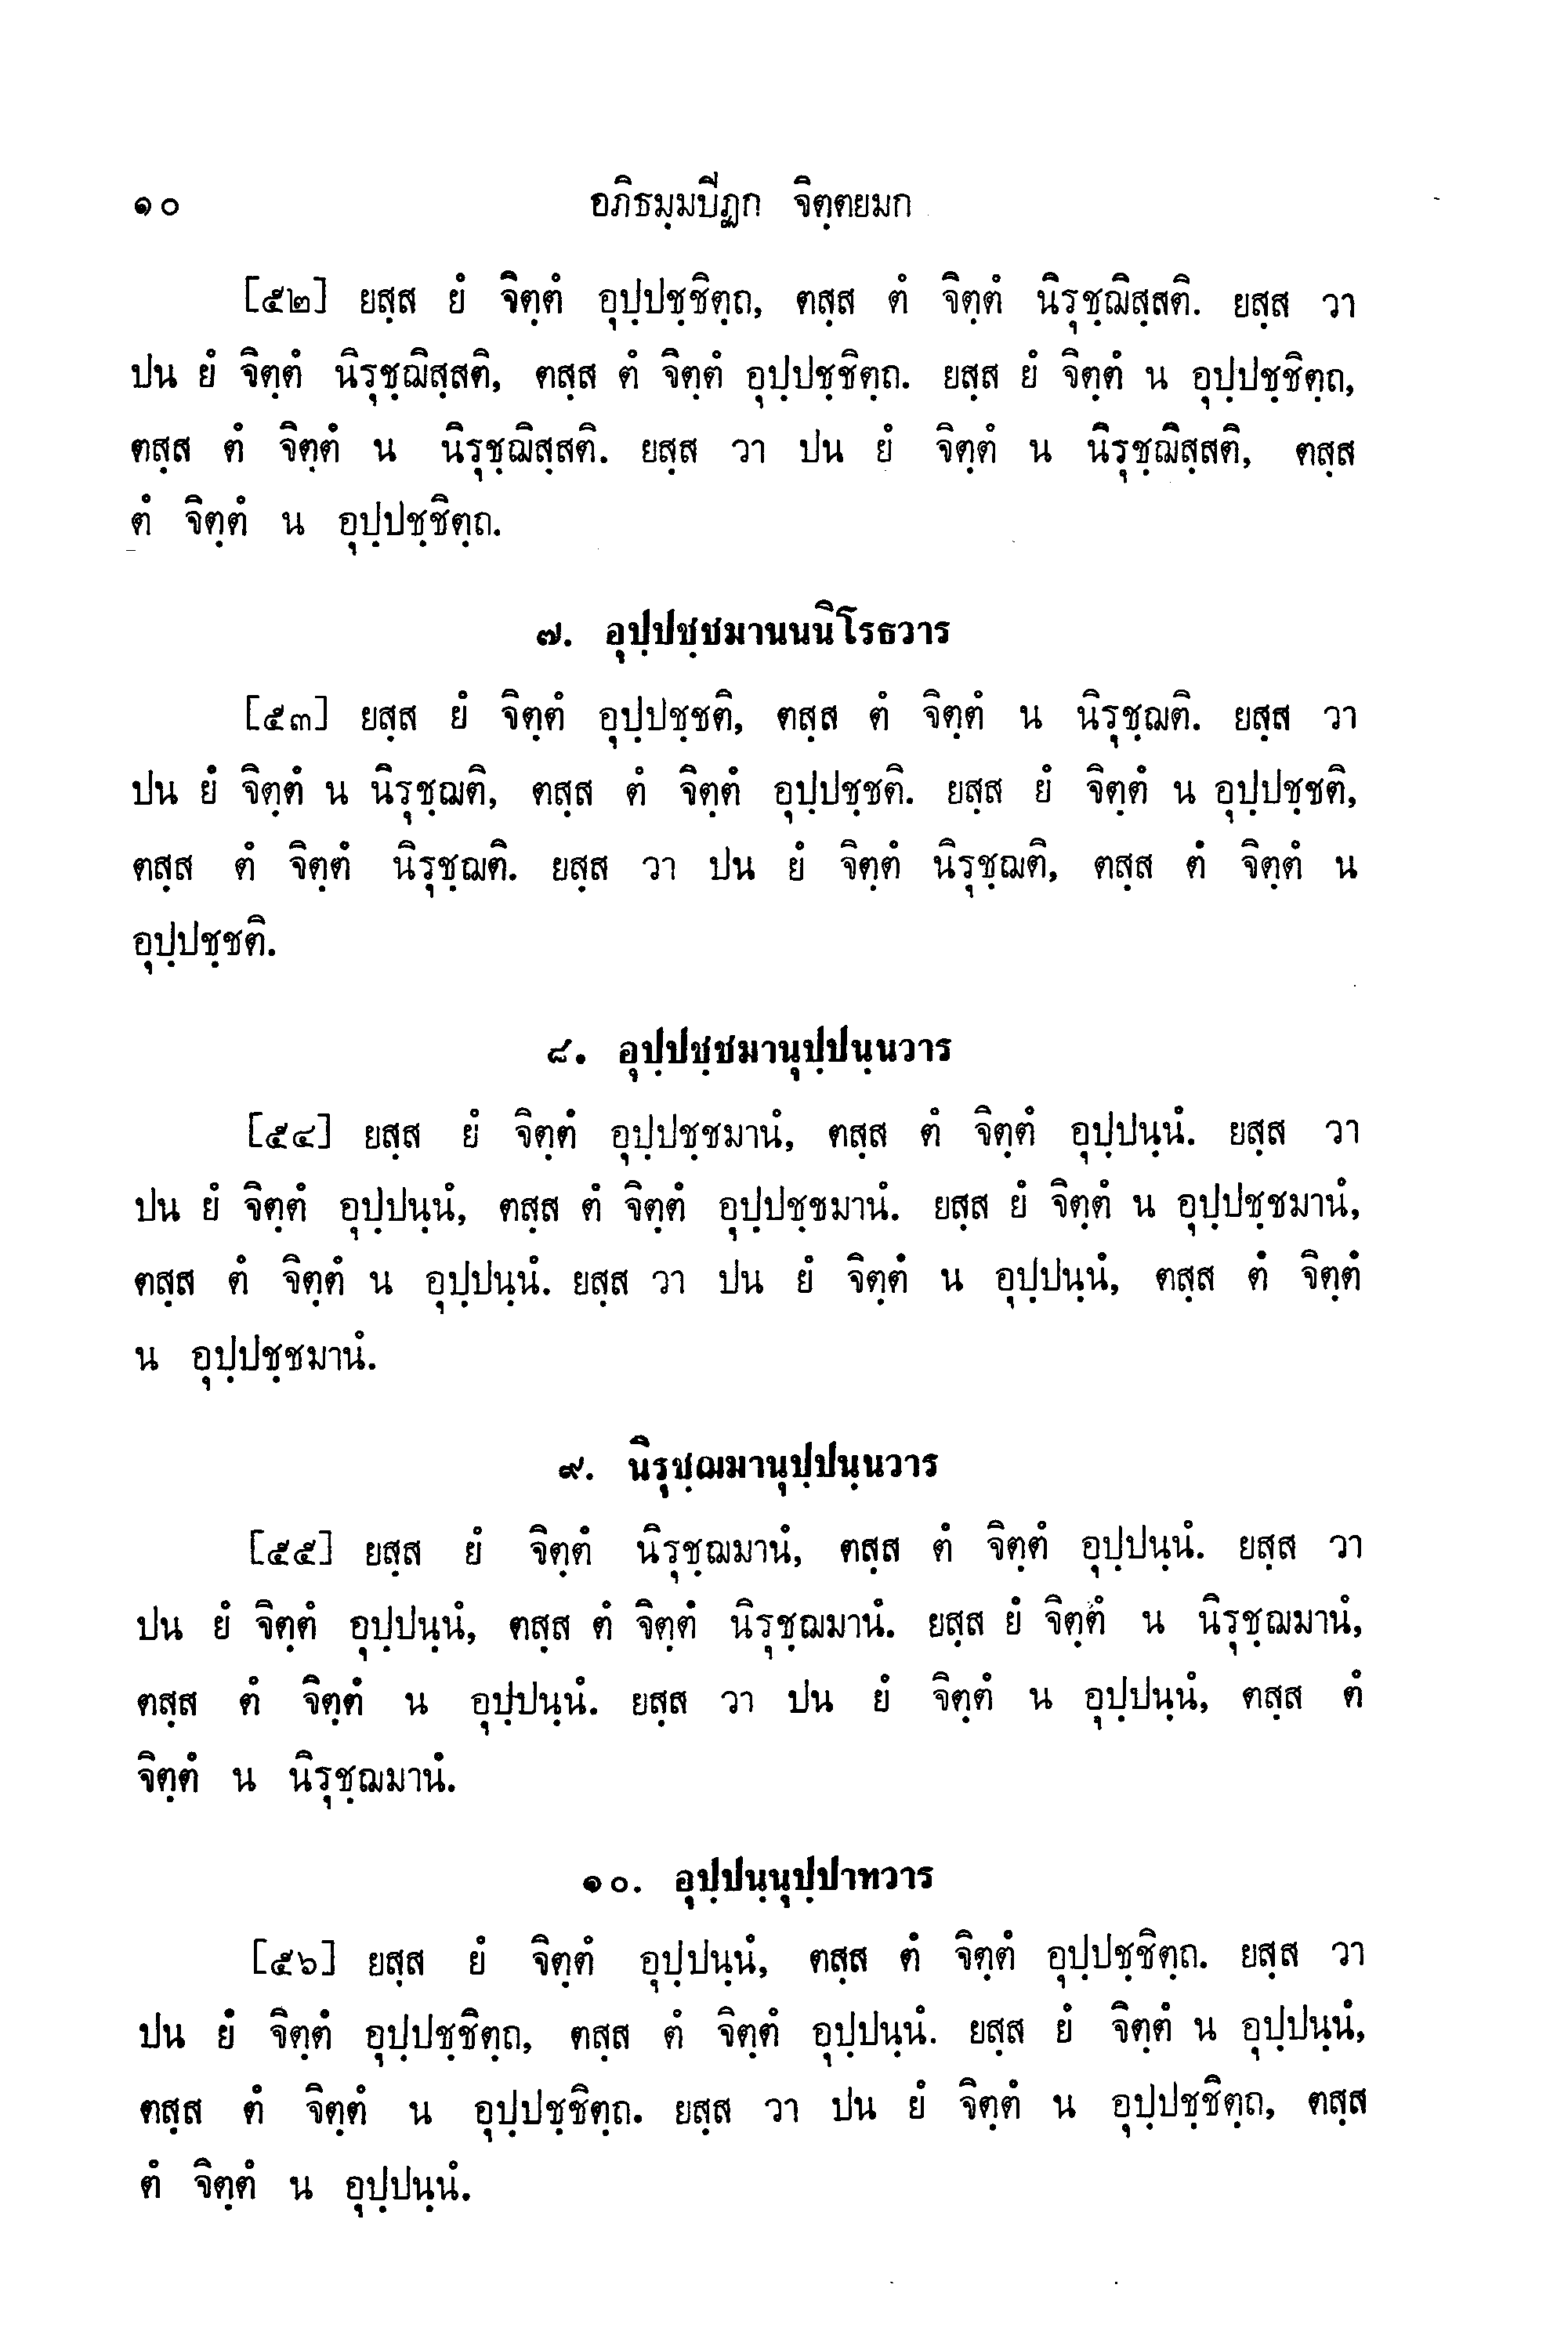 ๑๐ อภิธมฺมปีฏก จิตฺตยมก
[๕๒] ยสฺส ยํ จิตฺตํ อุปฺปชฺชิตฺถ, ตสฺส ตํ จิตฺตํ นิรุชฺฌิสฺสติ. ยสฺส วา
ปน ยํ จิตฺตํ นิรุชฺฌิสฺสติ, ตสฺส ตํ จิตฺตํ อุปฺปชฺชิตฺถ. ยสฺส ยํ จิตฺตํ น อุปฺปชฺชิตฺถ,
ตสฺส ตํ จิตฺตํ น นิรุชฺฌิสฺสติ. ยสฺส วา ปน ยํ จิตฺตํ น นิรุชฺฌิสฺสติ, ตสฺส
ตํ จิตฺตํ น อุปฺปชฺชิตฺถ.
๗. อุปฺปชฺชมานนนิโรธวาร
[๕๓] ยสฺส ยํ จิตฺตํ อุปฺปชฺชติ, ตสฺส ตํ จิตฺตํ น นิรุชฺฌติ. ยสฺส วา
ปน ยํ จิตฺตํ น นิรุชฺฌติ, ตสฺส ตํ จิตฺตํ อุปฺปชฺชติ. ยสฺส ยํ จิตฺตํ น อุปฺปชฺชติ,
ตสฺส ตํ จิตฺตํ นิรุชฺฌติ. ยสฺส วา ปน ยํ จิตฺตํ นิรุชฺฌติ, ตสฺส ตํ จิตฺตํ น
อุปฺปชฺชติ.
๘. อุปฺปชฺชมานุปฺปนฺนวาร
[๕๔] ยสฺส ยํ จิตฺตํ อุปฺปชฺชมานํ, ตสฺส ตํ จิตฺตํ อุปฺปนฺนํ. ยสฺส วา
ปน ยํ จิตฺตํ อุปฺปนฺนํ, ตสฺส ตํ จิตฺตํ อุปฺปชฺชมานํ. ยสฺส ยํ จิตฺตํ น อุปฺปชฺชมานํ,
ตสฺส ตํ จิตฺตํ น อุปฺปนฺนํ. ยสฺส วา ปน ยํ จิตฺตํ น อุปฺปนฺนํ, ตสฺส ตํ จิตฺตํ
น อุปฺปชฺชมานํ.
๙. นิรุชฺฌมานุปฺปนฺนวาร
[๕๕] ยสฺส ยํ จิตฺตํ นิรุชฺฌมานํ, ตสฺส ตํ จิตฺตํ อุปฺปนฺนํ. ยสฺส วา
ปน ยํ จิตฺตํ อุปฺปนฺนํ, ตสฺส ตํ จิตฺตํ นิรุชฺฌมานํ. ยสฺส ยํ จิตฺตํ น นิรุชฺฌมานํ,
ตสฺส ตํ จิตฺตํ น อุปฺปนฺนํ. ยสฺส วา ปน ยํ จิตฺตํ น อุปฺปนฺนํ, ตสฺส ตํ
จิตฺตํ น นิรุชฺฌมานํ.
๑๐. อุปฺปนฺนุปฺปาทวาร
[๕๖] ยสฺส ยํ จิตฺตํ อุปฺปนฺนํ, ตสฺส ตํ จิตฺตํ อุปฺปชฺชิตฺถ. ยสฺส วา
ปน ยํ จิตฺตํ อุปฺปชฺชิตฺถ, ตสฺส ตํ จิตฺตํ อุปฺปนฺนํ. ยสฺส ยํ จิตฺตํ น อุปฺปนฺนํ,
ตสฺส ตํ จิตฺตํ น อุปฺปชฺชิตฺถ. ยสฺส วา ปน ยํ จิตฺตํ น อุปฺปชฺชิตฺถ, ตสฺส
ตํ จิตฺตํ น อุปฺปนฺนํ.